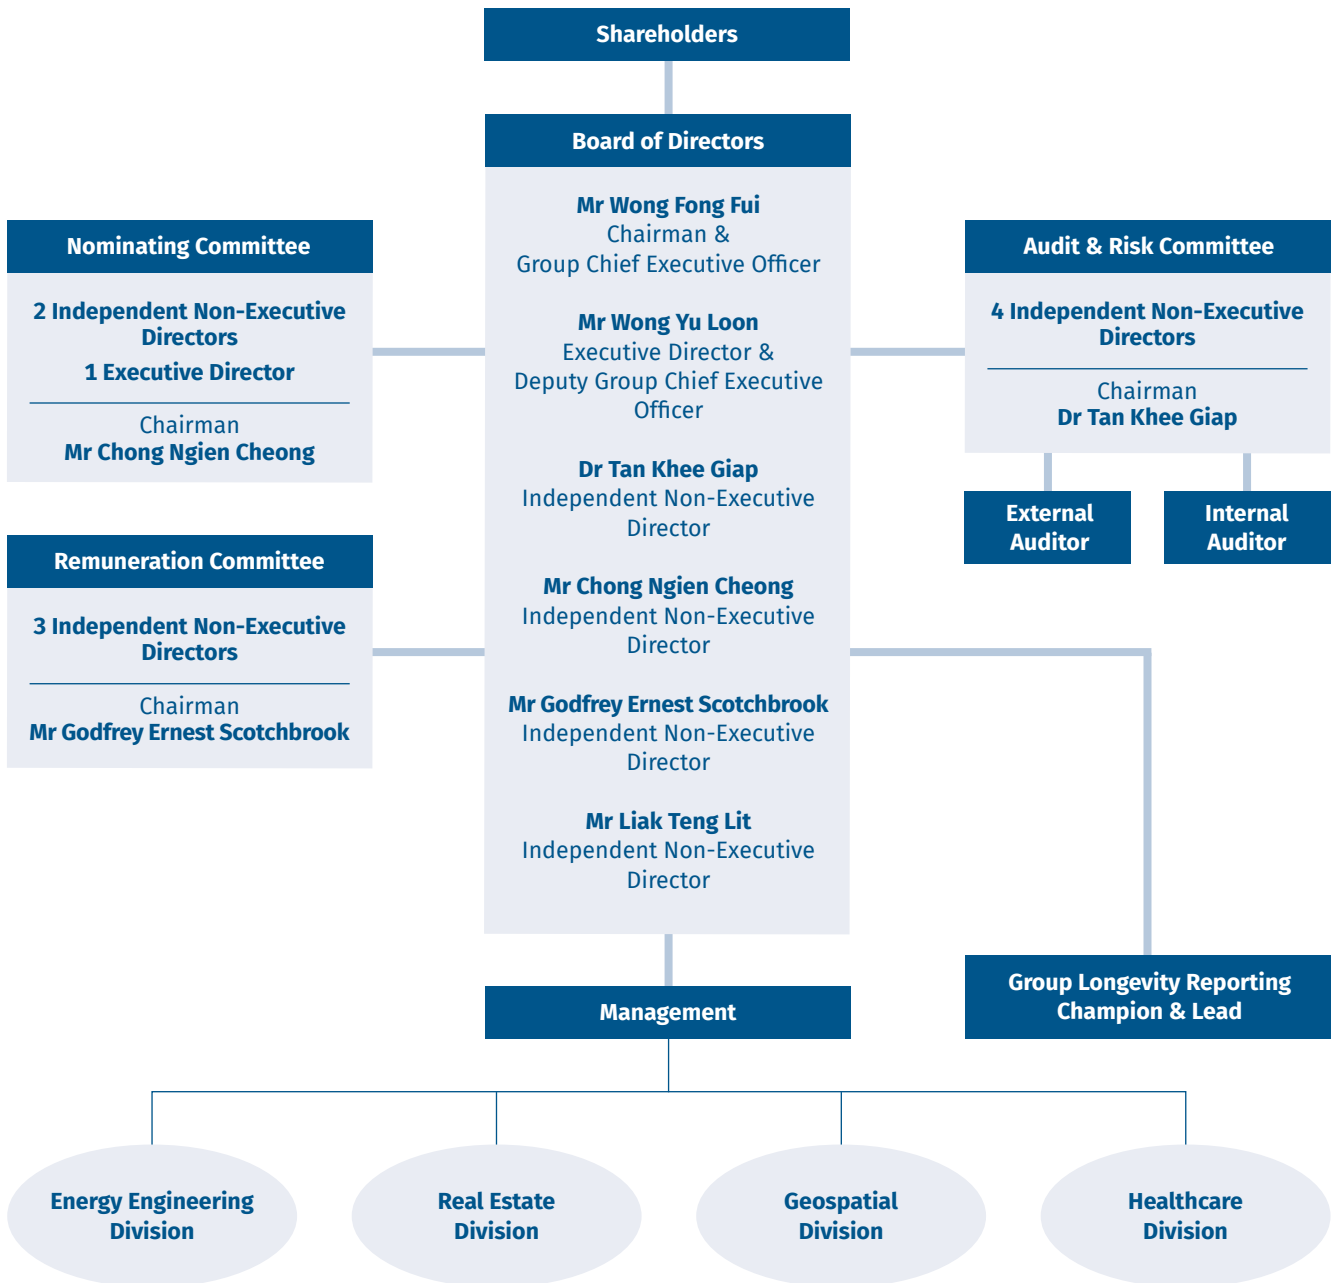 Shareholders
Board of Directors
Mr Wong Fong Fui
Chairman &
Group Chief Executive Officer
Mr Wong Yu Loon
Executive Director &
Deputy Group Chief Executive
Officer
Dr Tan Khee Giap
Independent Non-Executive
Director
Mr Chong Ngien Cheong
Independent Non-Executive
Director
Mr Godfrey Ernest Scotchbrook
Independent Non-Executive
Director
Mr Liak Teng Lit
Independent Non-Executive
Director
Nominating Committee
2 Independent Non-Executive
Directors
1 Executive Director
Chairman
Mr Chong Ngien Cheong
Remuneration Committee
3 Independent Non-Executive
Directors
Chairman
Mr Godfrey Ernest Scotchbrook
Audit & Risk Committee
4 Independent Non-Executive
Directors
Chairman
Dr Tan Khee Giap
External
Auditor
Internal
Auditor
Group Longevity Reporting
Champion & Lead
Management
Energy Engineering
Division
Real Estate
Division
Geospatial
Division
Healthcare
Division